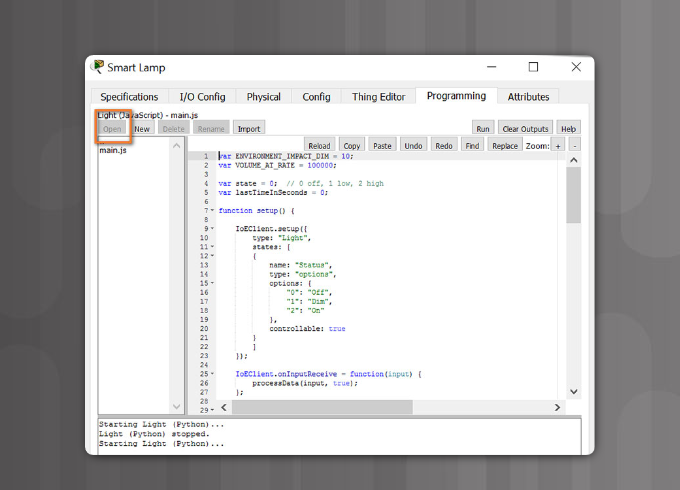 Smart Lamp
Specifications I/O Config Physical Config Thing Editor Programming Attributes
Light (JavaScript) - main.js
Open New Delete Rename Import Run Clear Outputs Help
main.js
Reload Copy Paste Undo Redo Find Replace Zoom: + -
1 var ENVIRONMENT_IMPACT_DIM = 10;
2 var VOLUME_AT_RATE = 100000;
3
4 var state = 0;  // 0 off, 1 low, 2 high
5 var lastTimeInSeconds = 0;
6
7 function setup() {
8
9 IoEClient.setup({
10 type: "Light",
11 states: [
12 {
13 name: "Status",
14 type: "options",
15 options: {
16 "0": "Off",
17 "1": "Dim",
18 "2": "On"
19 },
20 controllable: true
21 }
22 ]
23 });
24
25 IoEClient.onInputReceive = function(input) {
26 processData(input, true);
27 };
28
29
Starting Light (Python)...
Light (Python) stopped.
Starting Light (Python)...